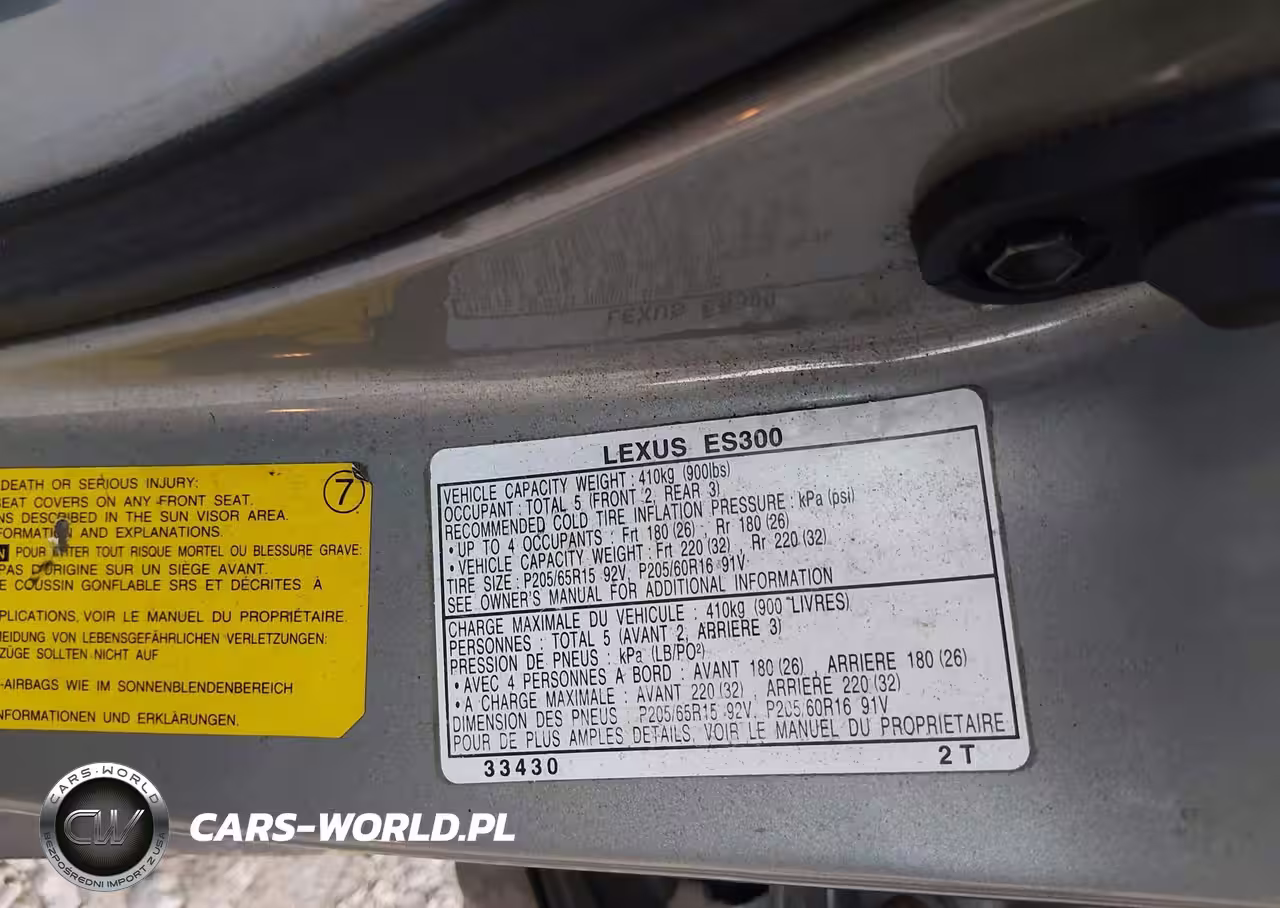 LEXUS ES300
VEHICLE CAPACITY WEIGHT : 410kg (900lbs)
OCCUPANT : TOTAL 5 (FRONT 2, REAR 3)
RECOMMENDED COLD TIRE INFLATION PRESSURE : kPa (psi)
• UP TO 4 OCCUPANTS : Frt 180 (26) Rr 180 (26)
• VEHICLE CAPACITY WEIGHT : Frt 220 (32) Rr 220 (32)
TIRE SIZE : P205/65R15 92V, P205/60R16 91V
SEE OWNER'S MANUAL FOR ADDITIONAL INFORMATION
CHARGE MAXIMALE DU VEHICULE : 410kg (900 LIVRES)
PERSONNES : TOTAL 5 (AVANT 2, ARRIERE 3)
PRESSION DE PNEUS : kPa (LB/PO²)
• AVEC 4 PERSONNES A BORD : AVANT 180 (26) , ARRIERE 180 (26)
• A CHARGE MAXIMALE : AVANT 220 (32) , ARRIERE 220 (32)
DIMENSION DES PNEUS P205/65R15 92V, P205/60R16 91V
POUR DE PLUS AMPLES DETAILS, VOIR LE MANUEL DU PROPRIETAIRE
33430 2T
7
DEATH OR SERIOUS INJURY:
SEAT COVERS ON ANY FRONT SEAT.
NS DESCRIBED IN THE SUN VISOR AREA.
FORMATION AND EXPLANATIONS.
N POUR EVITER TOUT RISQUE MORTEL OU BLESSURE GRAVE:
PAS D'ORIGINE SUR UN SIÈGE AVANT.
E COUSSIN GONFLABLE SRS ET DÉCRITES À
PLICATIONS, VOIR LE MANUEL DU PROPRIÉTAIRE.
EIDUNG VON LEBENSGEFÄHRLICHEN VERLETZUNGEN:
ZÜGE SOLLTEN NICHT AUF
-AIRBAGS WIE IM SONNENBLENDENBEREICH
NFORMATIONEN UND ERKLÄRUNGEN.
CARS-WORLD
CW
BEZPOŚREDNI IMPORT Z USA
CARS-WORLD.PL